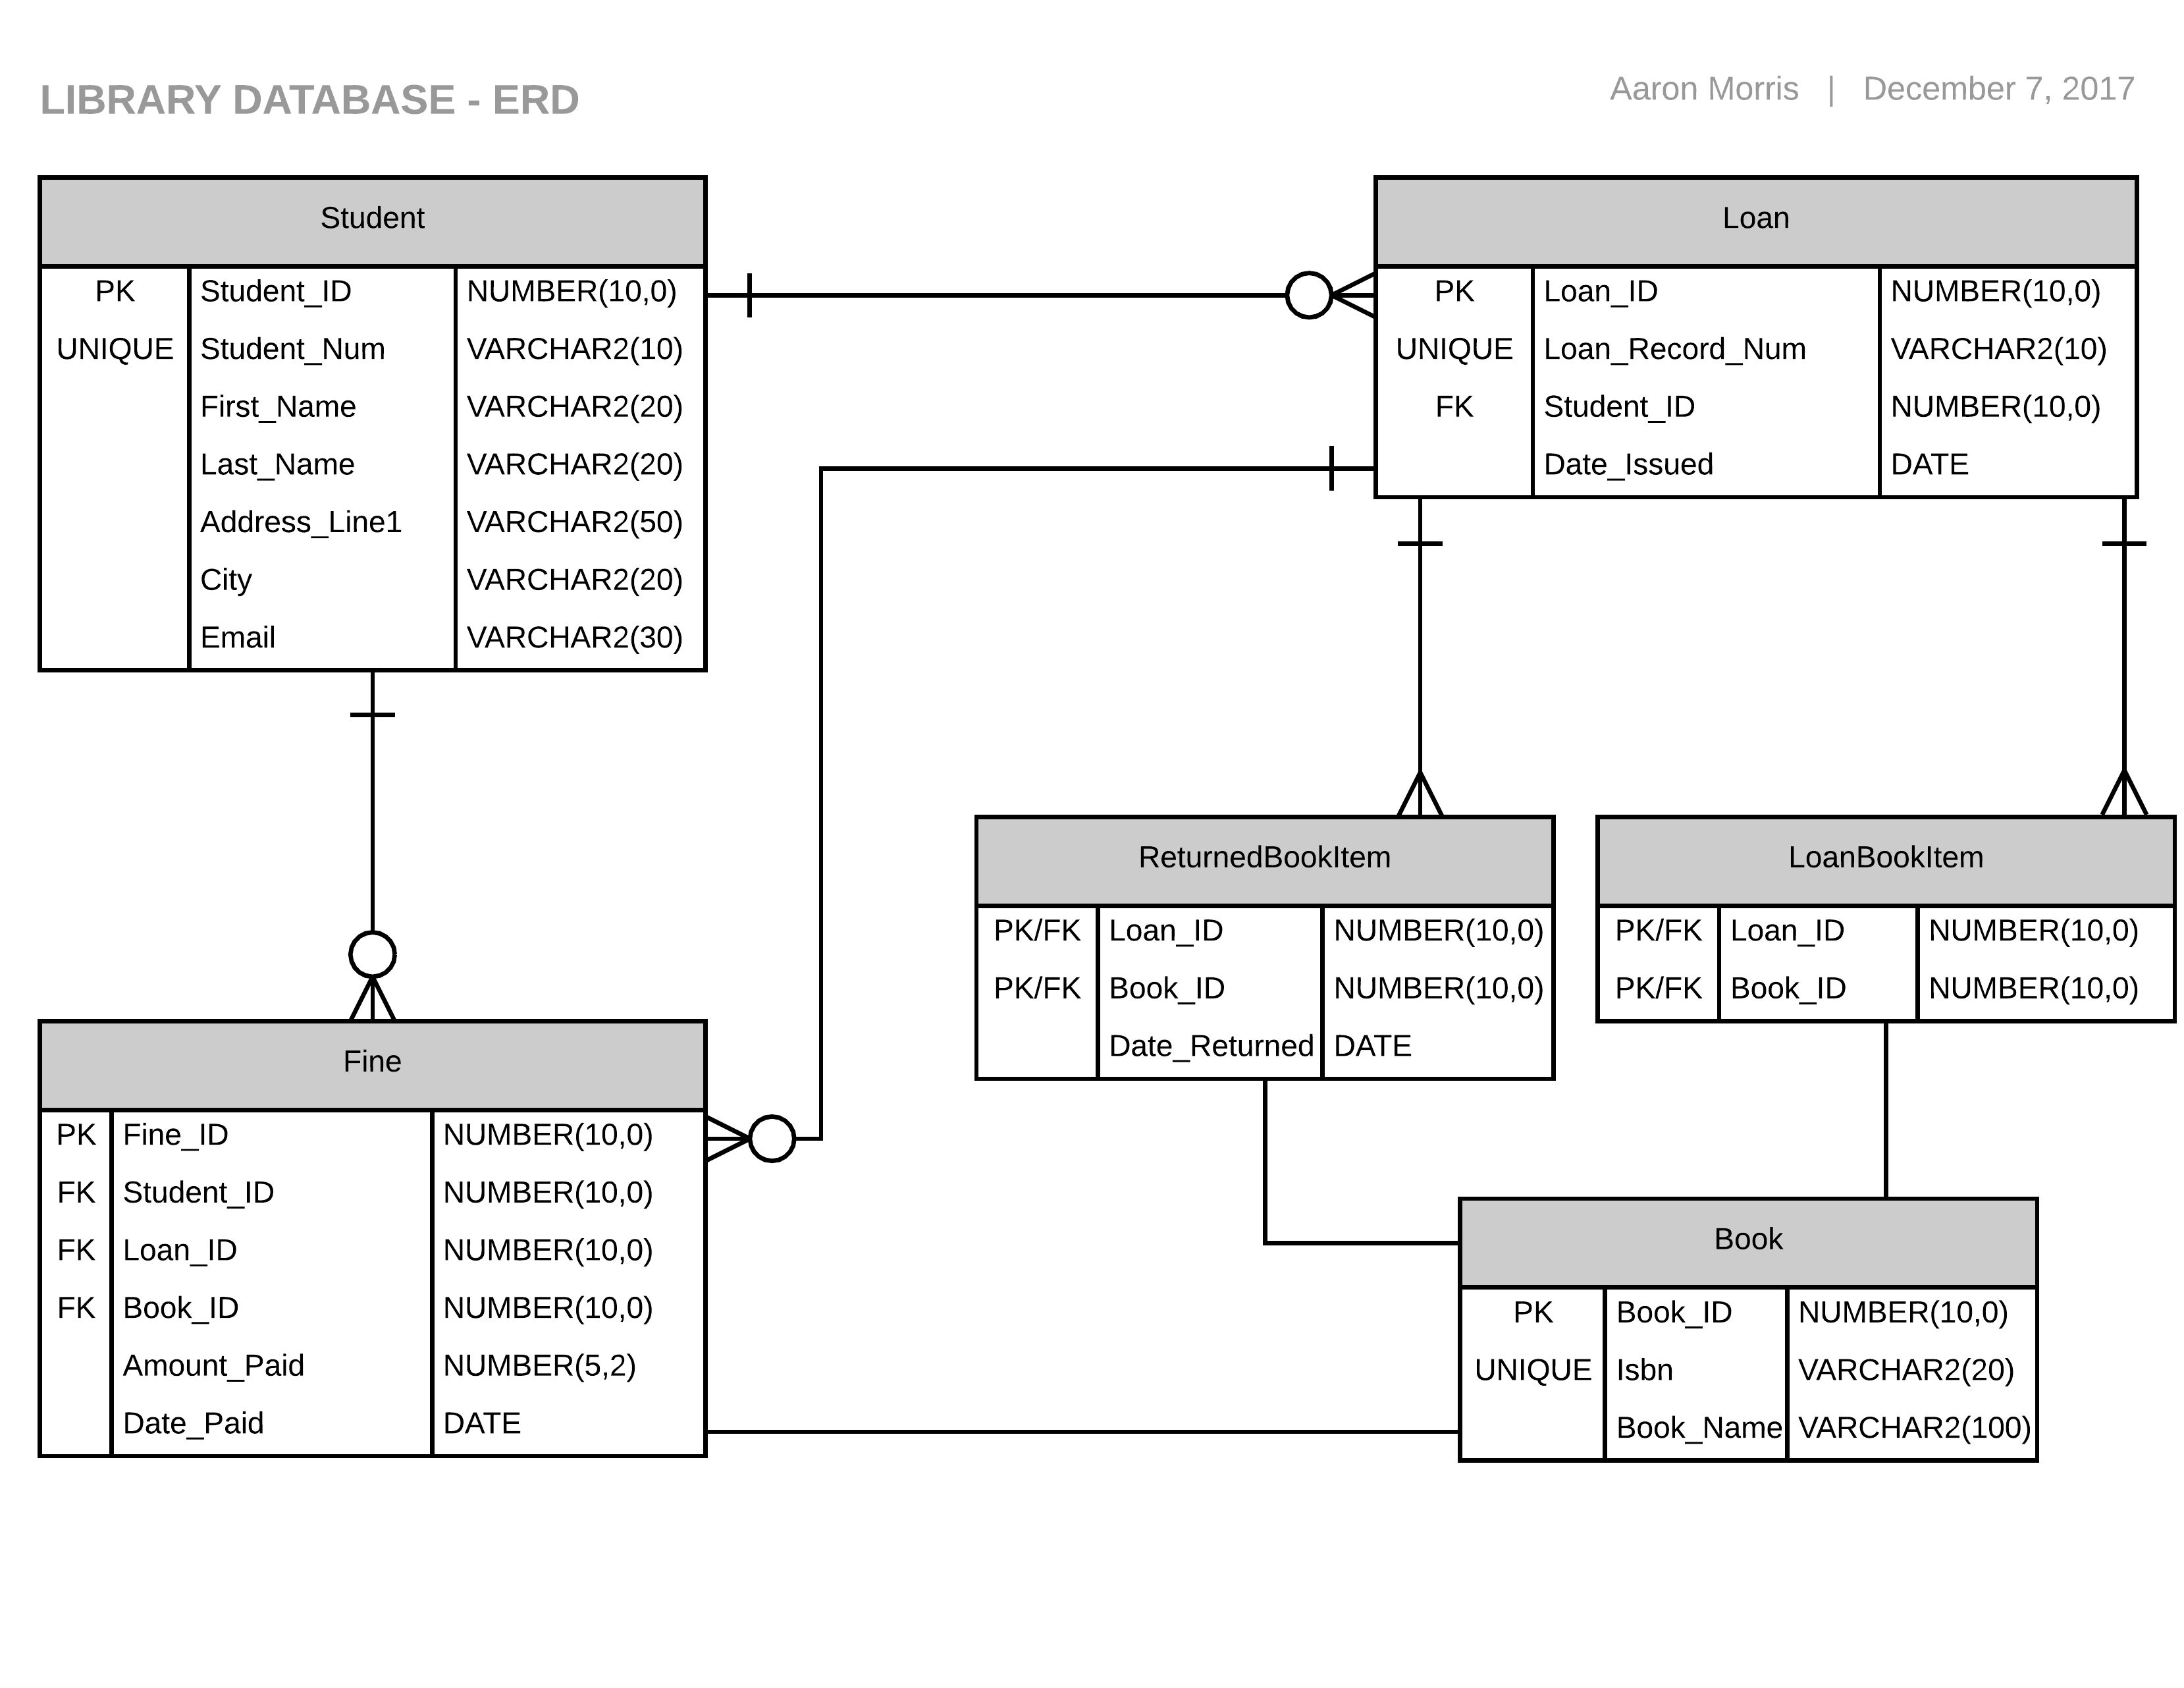 LIBRARY DATABASE - ERD
Aaron Morris | December 7, 2017
Student
PK Student_ID NUMBER(10,0)
UNIQUE Student_Num VARCHAR2(10)
First_Name VARCHAR2(20)
Last_Name VARCHAR2(20)
Address_Line1 VARCHAR2(50)
City VARCHAR2(20)
Email VARCHAR2(30)
Loan
PK Loan_ID NUMBER(10,0)
UNIQUE Loan_Record_Num VARCHAR2(10)
FK Student_ID NUMBER(10,0)
Date_Issued DATE
ReturnedBookItem
PK/FK Loan_ID NUMBER(10,0)
PK/FK Book_ID NUMBER(10,0)
Date_Returned DATE
LoanBookItem
PK/FK Loan_ID NUMBER(10,0)
PK/FK Book_ID NUMBER(10,0)
Fine
PK Fine_ID NUMBER(10,0)
FK Student_ID NUMBER(10,0)
FK Loan_ID NUMBER(10,0)
FK Book_ID NUMBER(10,0)
Amount_Paid NUMBER(5,2)
Date_Paid DATE
Book
PK Book_ID NUMBER(10,0)
UNIQUE Isbn VARCHAR2(20)
Book_Name VARCHAR2(100)